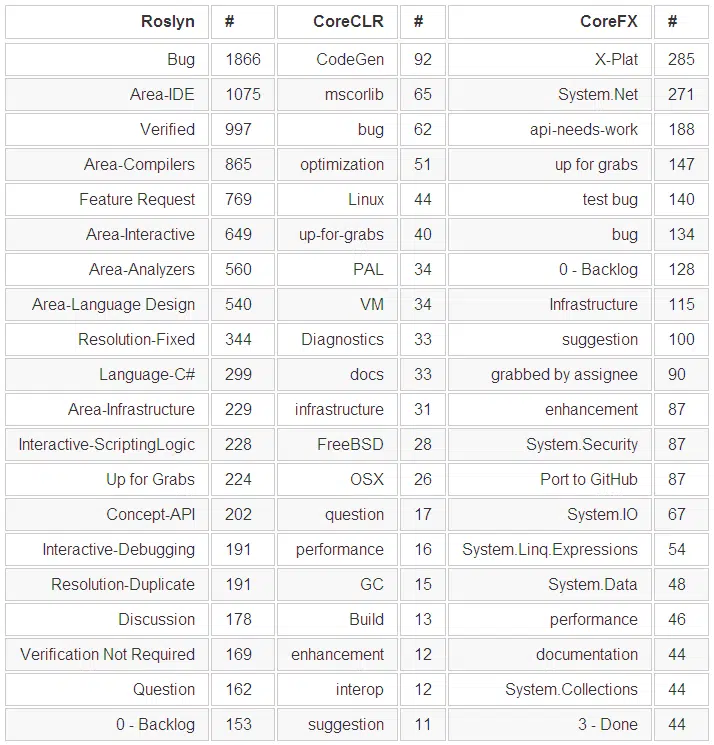 Roslyn # CoreCLR # CoreFX #
Bug 1866 CodeGen 92 X-Plat 285
Area-IDE 1075 mscorlib 65 System.Net 271
Verified 997 bug 62 api-needs-work 188
Area-Compilers 865 optimization 51 up for grabs 147
Feature Request 769 Linux 44 test bug 140
Area-Interactive 649 up-for-grabs 40 bug 134
Area-Analyzers 560 PAL 34 0 - Backlog 128
Area-Language Design 540 VM 34 Infrastructure 115
Resolution-Fixed 344 Diagnostics 33 suggestion 100
Language-C# 299 docs 33 grabbed by assignee 90
Area-Infrastructure 229 infrastructure 31 enhancement 87
Interactive-ScriptingLogic 228 FreeBSD 28 System.Security 87
Up for Grabs 224 OSX 26 Port to GitHub 87
Concept-API 202 question 17 System.IO 67
Interactive-Debugging 191 performance 16 System.Linq.Expressions 54
Resolution-Duplicate 191 GC 15 System.Data 48
Discussion 178 Build 13 performance 46
Verification Not Required 169 enhancement 12 documentation 44
Question 162 interop 12 System.Collections 44
0 - Backlog 153 suggestion 11 3 - Done 44